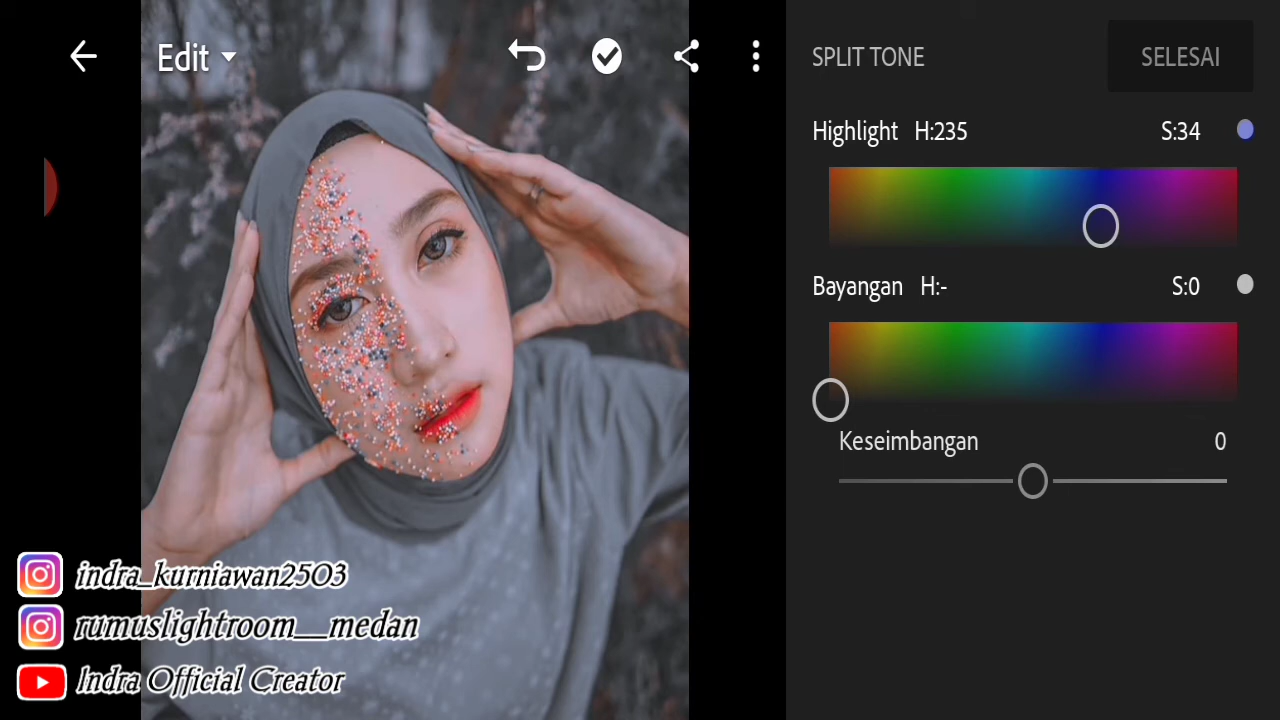 Edit
SPLIT TONE
SELESAI
Highlight H:235 S:34
Bayangan H:- S:0
Keseimbangan 0
indra_kurniawan2503
rumuslightroom__medan
Indra Official Creator